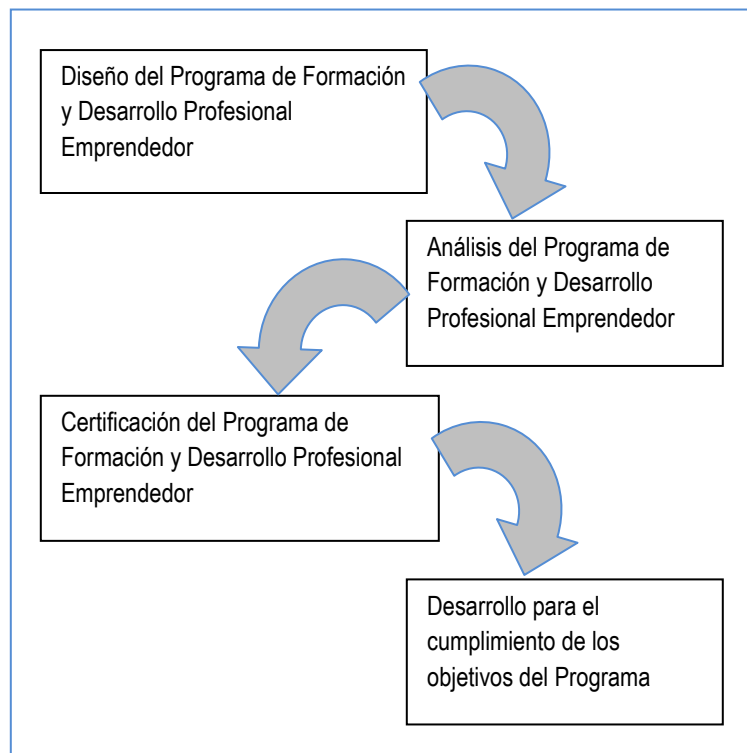 Diseño del Programa de Formación
y Desarrollo Profesional
Emprendedor
Análisis del Programa de
Formación y Desarrollo
Profesional Emprendedor
Certificación del Programa de
Formación y Desarrollo Profesional
Emprendedor
Desarrollo para el
cumplimiento de los
objetivos del Programa